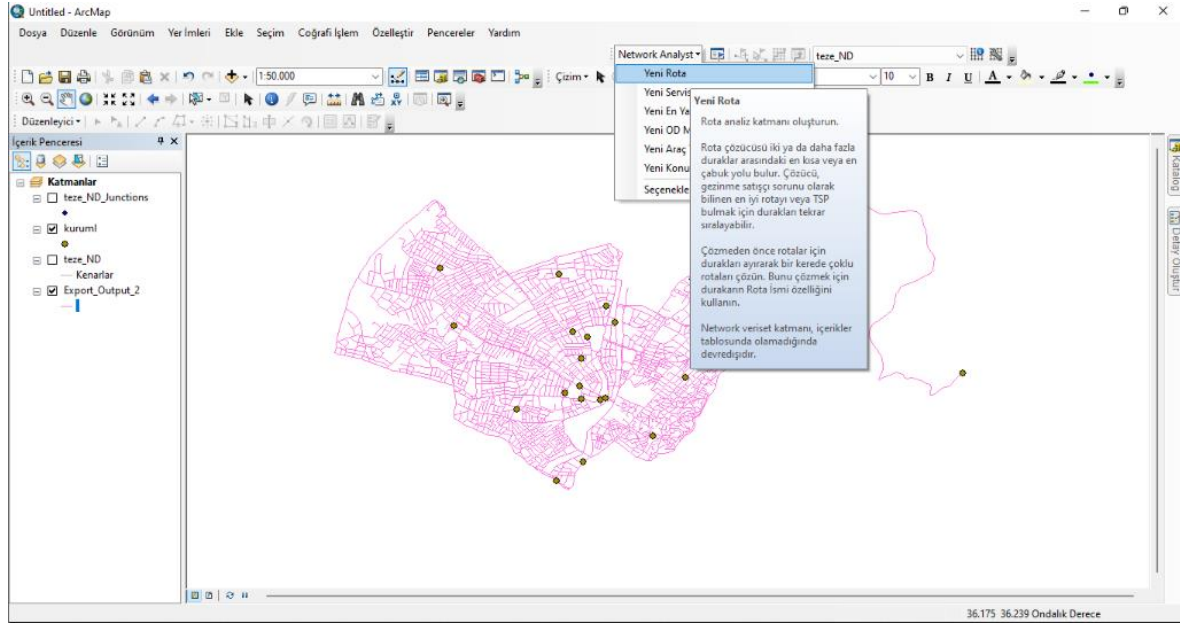 Untitled - ArcMap
Dosya Düzenle Görünüm Yer İmleri Ekle Seçim Coğrafi İşlem Özelleştir Pencereler Yardım
Network Analyst
teze_ND
1:50.000
Çizim
10
B I U A
Düzenleyici
Yeni Rota
Yeni Servis
Yeni En Ya
Yeni OD M
Yeni Araç
Yeni Konu
Seçenekle
Yeni Rota
Rota analiz katmanı oluşturun.
Rota çözücüsü iki ya da daha fazla
duraklar arasındaki en kısa veya en
çabuk yolu bulur. Çözücü,
gezinme satışçı sorunu olarak
bilinen en iyi rotayı veya TSP
bulmak için durakları tekrar
sıralayabilir.
Çözmeden önce rotalar için
durakları ayırarak bir kerede çoklu
rotaları çözün. Bunu çözmek için
durakarın Rota İsmi özelliğini
kullanın.
Network veriset katmanı, içerikler
tablosunda olamadığında
devredışıdır.
İçerik Penceresi
Katmanlar
teze_ND_Junctions
kuruml
teze_ND
Kenarlar
Export_Output_2
Katalog
Detay Oluştur
36.175 36.239 Ondalık Derece